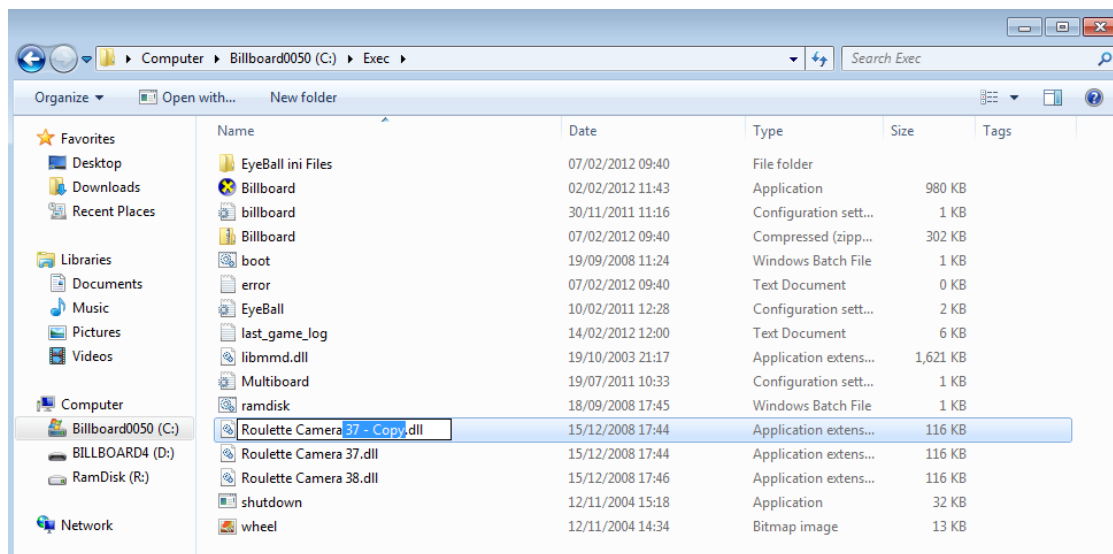 Computer Billboard0050 (C:) Exec Search Exec
Organize Open with... New folder
Favorites
Desktop
Downloads
Recent Places
Libraries
Documents
Music
Pictures
Videos
Computer
Billboard0050 (C:)
BILLBOARD4 (D:)
RamDisk (R:)
Network
Name Date Type Size Tags
EyeBall ini Files 07/02/2012 09:40 File folder
Billboard 02/02/2012 11:43 Application 980 KB
billboard 30/11/2011 11:16 Configuration sett... 1 KB
Billboard 07/02/2012 09:40 Compressed (zipp... 302 KB
boot 19/09/2008 11:24 Windows Batch File 1 KB
error 07/02/2012 09:40 Text Document 0 KB
EyeBall 10/02/2011 12:28 Configuration sett... 2 KB
last_game_log 14/02/2012 12:00 Text Document 6 KB
libmmd.dll 19/10/2003 21:17 Application extens... 1,621 KB
Multiboard 19/07/2011 10:33 Configuration sett... 1 KB
ramdisk 18/09/2008 17:45 Windows Batch File 1 KB
Roulette Camera 37 - Copy.dll 15/12/2008 17:44 Application extens... 116 KB
Roulette Camera 37.dll 15/12/2008 17:44 Application extens... 116 KB
Roulette Camera 38.dll 15/12/2008 17:46 Application extens... 116 KB
shutdown 12/11/2004 15:18 Application 32 KB
wheel 12/11/2004 14:34 Bitmap image 13 KB